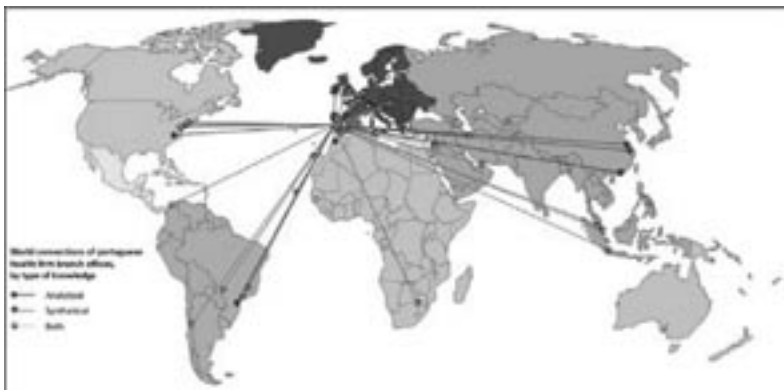 World connections of portuguese
health firm branch offices,
by type of knowledge
Analytical
Synthetical
Both